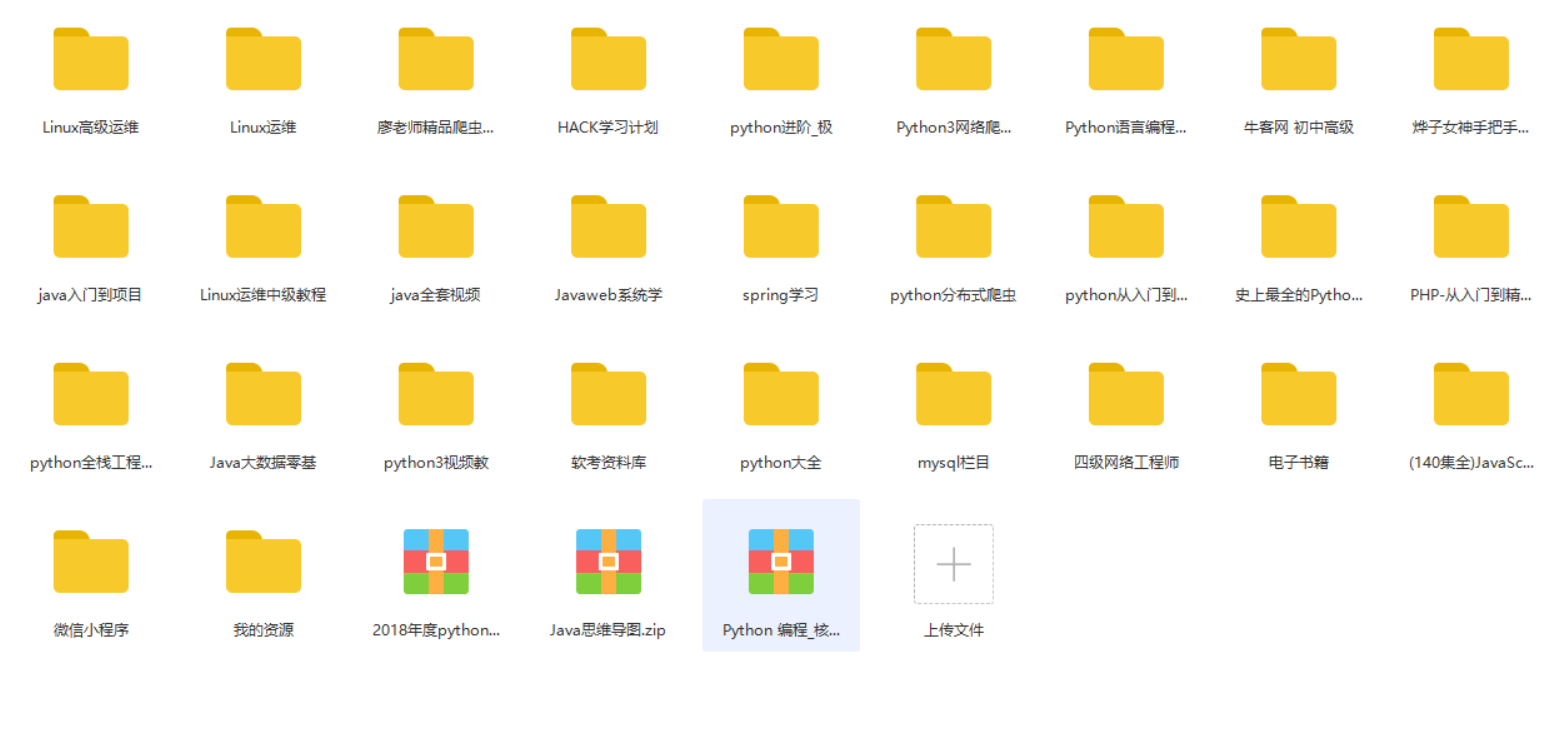 Linux高级运维
Linux运维
廖老师精品爬虫...
HACK学习计划
python进阶_极
Python3网络爬...
Python语言编程...
牛客网 初中高级
烨子女神手把手...
java入门到项目
Linux运维中级教程
java全套视频
Javaweb系统学
spring学习
python分布式爬虫
python从入门到...
史上最全的Pytho...
PHP-从入门到精...
python全栈工程...
Java大数据零基
python3视频教
软考资料库
python大全
mysql栏目
四级网络工程师
电子书籍
(140集全)JavaSc...
微信小程序
我的资源
2018年度python...
Java思维导图.zip
Python 编程_核...
上传文件